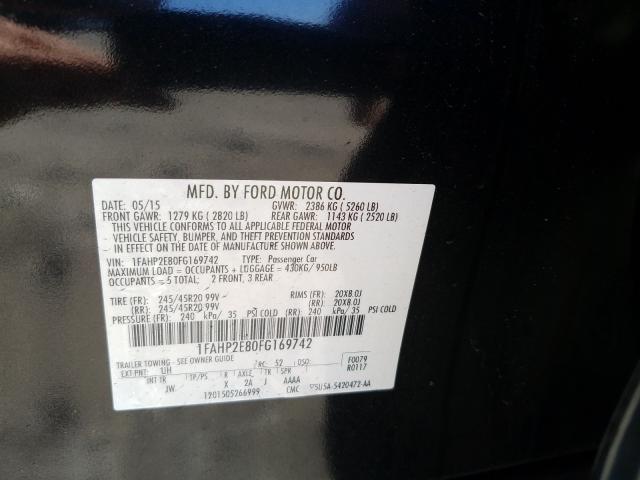 MFD. BY FORD MOTOR CO.
DATE: 05/15 GVWR: 2386 KG ( 5260 LB)
FRONT GAWR: 1279 KG ( 2820 LB) REAR GAWR: 1143 KG ( 2520 LB)
THIS VEHICLE CONFORMS TO ALL APPLICABLE FEDERAL MOTOR
VEHICLE SAFETY, BUMPER, AND THEFT PREVENTION STANDARDS
IN EFFECT ON THE DATE OF MANUFACTURE SHOWN ABOVE.
VIN: 1FAHP2E80FG169742 TYPE: Passenger Car
MAXIMUM LOAD = OCCUPANTS + LUGGAGE = 430KG/ 950LB
OCCUPANTS = 5 TOTAL, 2 FRONT, 3 REAR
TIRE (FR): 245/45R20 99V RIMS (FR): 20X8.0J
(RR): 245/45R20 99V (RR): 20X8.0J
PRESSURE (FR): 240 kPa/ 35 PSI COLD (RR): 240 kPa/ 35 PSI COLD
1FAHP2E80FG169742
TRAILER TOWING - SEE OWNER GUIDE F0079
EXT PNT: UH RC: 52 DSO: R0117
INT TR TP/PS R AXLE TR SPR
JW X 2A J AAAA
1201505266999 CMC 5U5A-5420472-AA